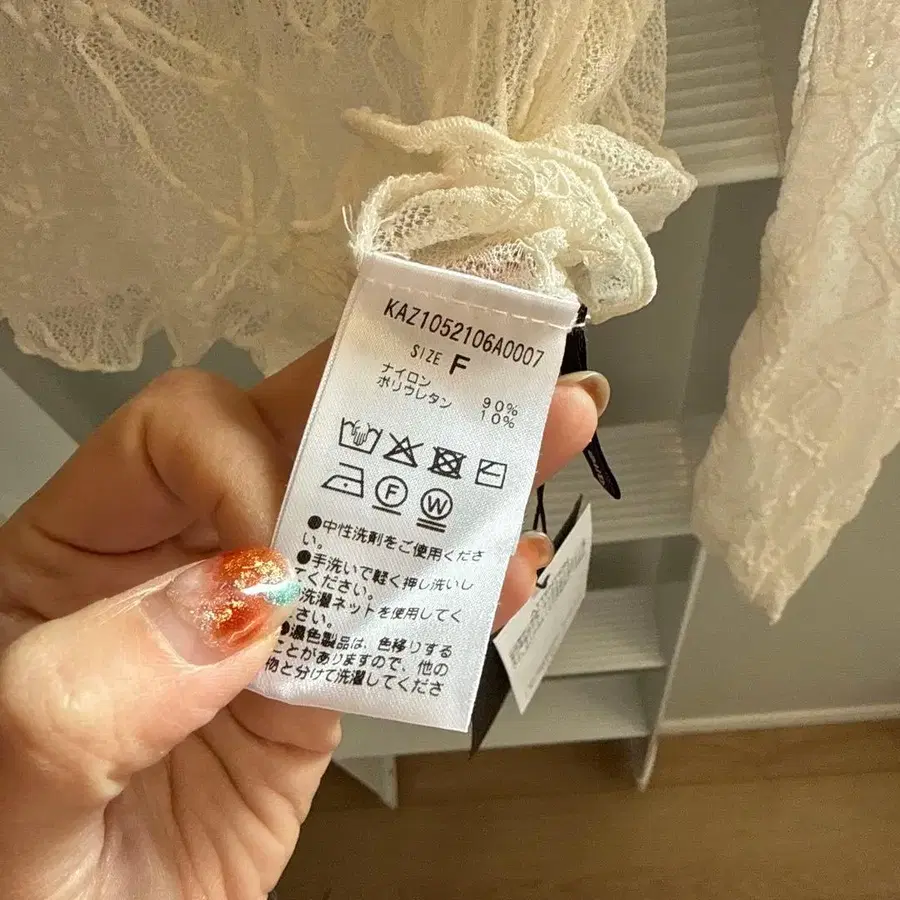 KAZ1052106A0007
SIZE F
ナイロン 90%
ポリウレタン 10%
F W
●中性洗剤をご使用くださ
い。
●手洗いで軽く押し洗いし
てください。
洗濯ネットを使用してく
さい。
●濃色製品は、色移りする
ことがありますので、他の
物と分けて洗濯してくださ